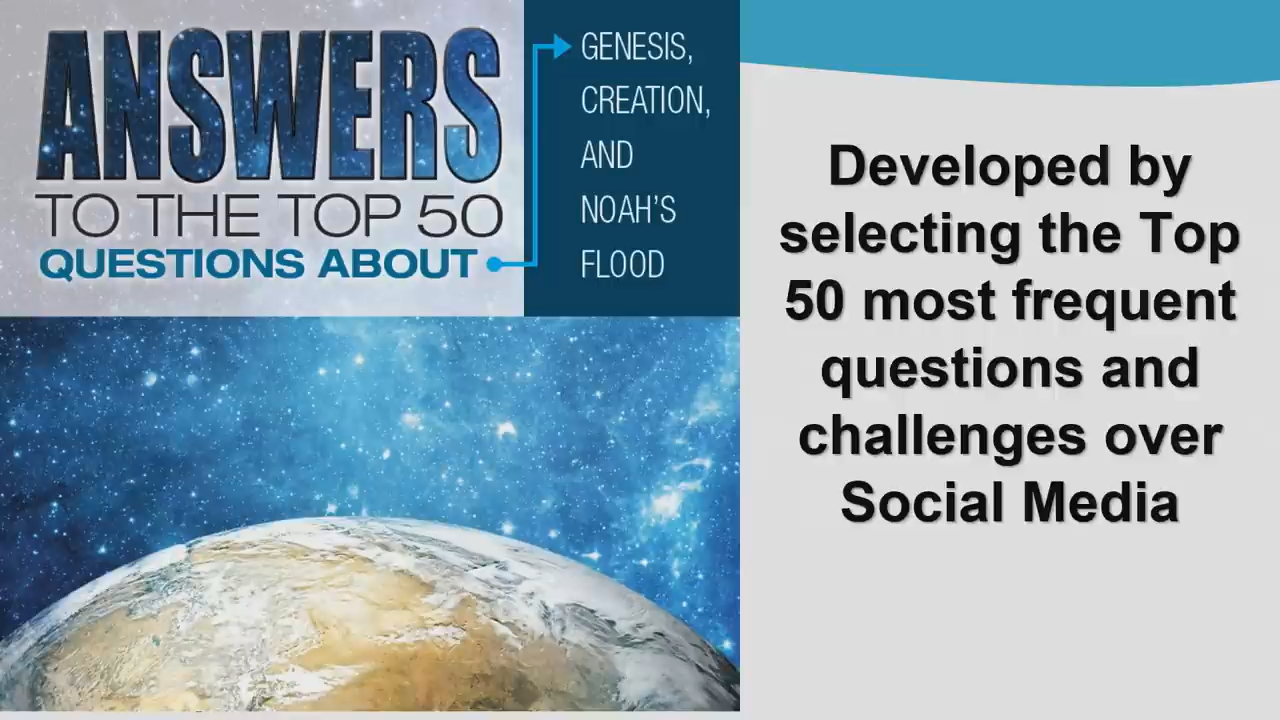 ANSWERS
TO THE TOP 50
QUESTIONS ABOUT
GENESIS,
CREATION,
AND
NOAH'S
FLOOD
Developed by
selecting the Top
50 most frequent
questions and
challenges over
Social Media